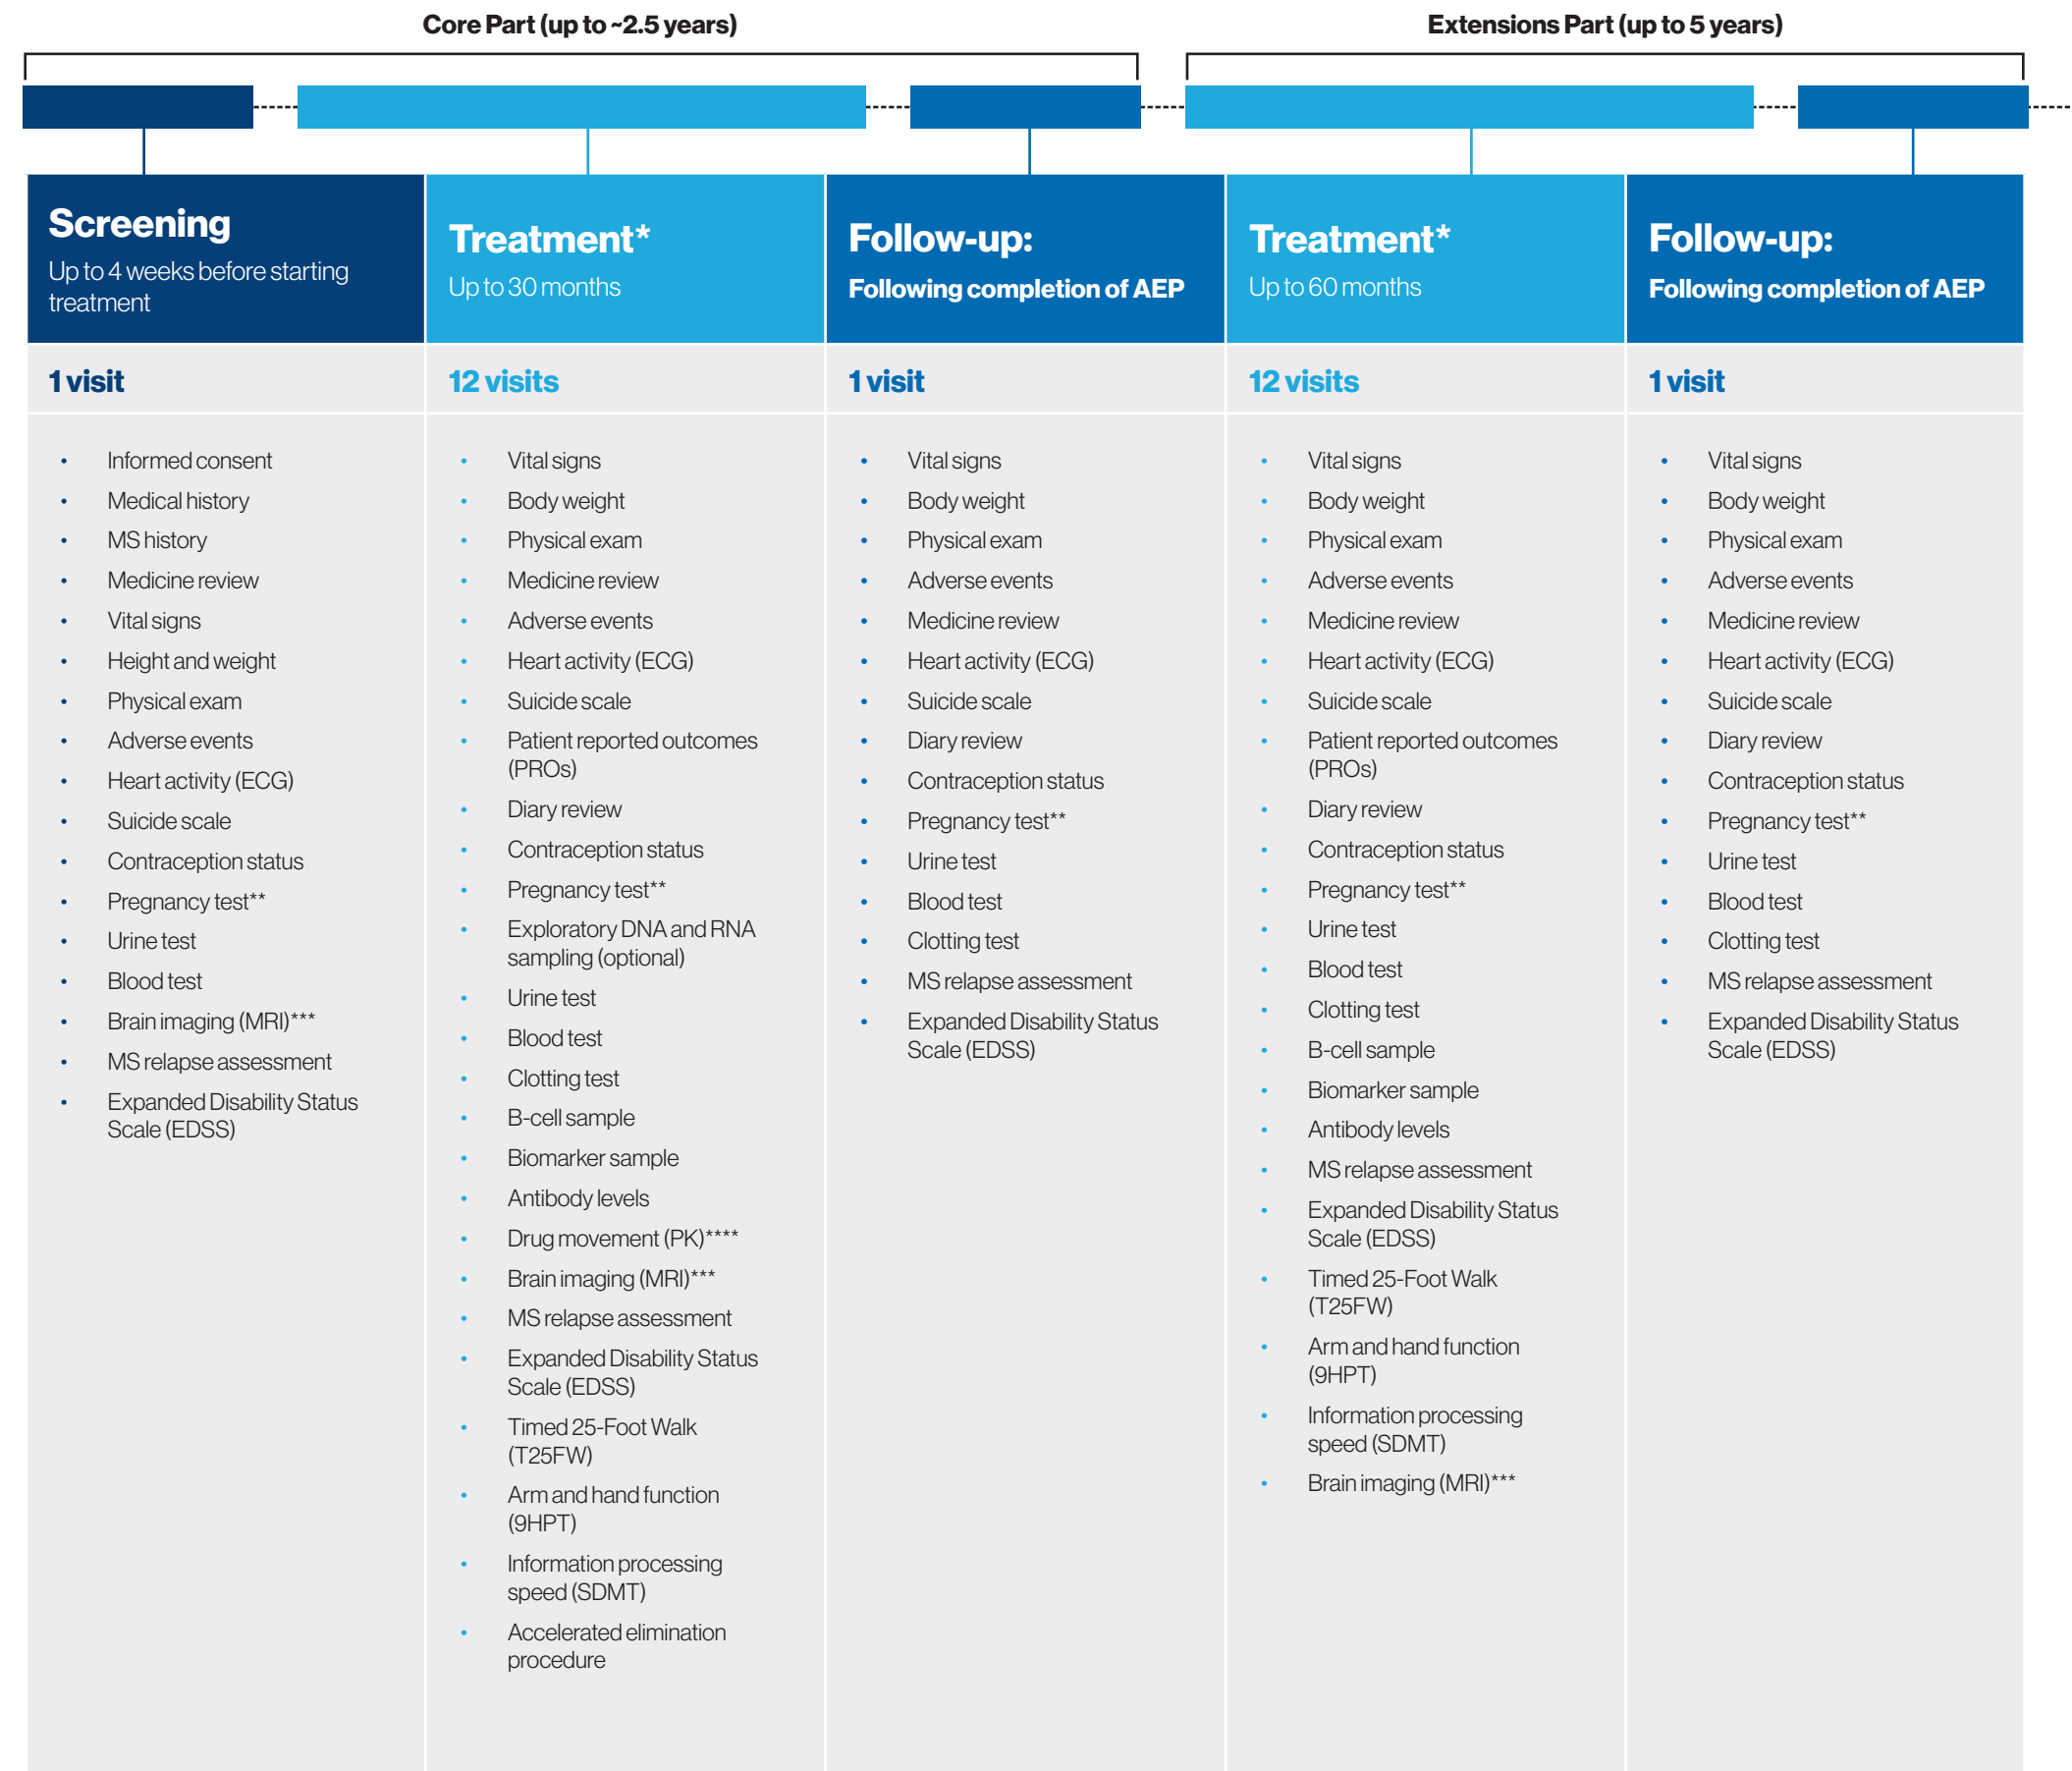 Core Part (up to ~2.5 years)
Extensions Part (up to 5 years)
Screening
Up to 4 weeks before starting
treatment
1 visit
• Informed consent
• Medical history
• MS history
• Medicine review
• Vital signs
• Height and weight
• Physical exam
• Adverse events
• Heart activity (ECG)
• Suicide scale
• Contraception status
• Pregnancy test**
• Urine test
• Blood test
• Brain imaging (MRI)***
• MS relapse assessment
• Expanded Disability Status
Scale (EDSS)
Treatment*
Up to 30 months
12 visits
• Vital signs
• Body weight
• Physical exam
• Medicine review
• Adverse events
• Heart activity (ECG)
• Suicide scale
• Patient reported outcomes
(PROs)
• Diary review
• Contraception status
• Pregnancy test**
• Exploratory DNA and RNA
sampling (optional)
• Urine test
• Blood test
• Clotting test
• B-cell sample
• Biomarker sample
• Antibody levels
• Drug movement (PK)****
• Brain imaging (MRI)***
• MS relapse assessment
• Expanded Disability Status
Scale (EDSS)
• Timed 25-Foot Walk
(T25FW)
• Arm and hand function
(9HPT)
• Information processing
speed (SDMT)
• Accelerated elimination
procedure
Follow-up:
Following completion of AEP
1 visit
• Vital signs
• Body weight
• Physical exam
• Adverse events
• Medicine review
• Heart activity (ECG)
• Suicide scale
• Diary review
• Contraception status
• Pregnancy test**
• Urine test
• Blood test
• Clotting test
• MS relapse assessment
• Expanded Disability Status
Scale (EDSS)
Treatment*
Up to 60 months
12 visits
• Vital signs
• Body weight
• Physical exam
• Adverse events
• Medicine review
• Heart activity (ECG)
• Suicide scale
• Patient reported outcomes
(PROs)
• Diary review
• Contraception status
• Pregnancy test**
• Urine test
• Blood test
• Clotting test
• B-cell sample
• Biomarker sample
• Antibody levels
• MS relapse assessment
• Expanded Disability Status
Scale (EDSS)
• Timed 25-Foot Walk
(T25FW)
• Arm and hand function
(9HPT)
• Information processing
speed (SDMT)
• Brain imaging (MRI)***
Follow-up:
Following completion of AEP
1 visit
• Vital signs
• Body weight
• Physical exam
• Adverse events
• Medicine review
• Heart activity (ECG)
• Suicide scale
• Diary review
• Contraception status
• Pregnancy test**
• Urine test
• Blood test
• Clotting test
• MS relapse assessment
• Expanded Disability Status
Scale (EDSS)